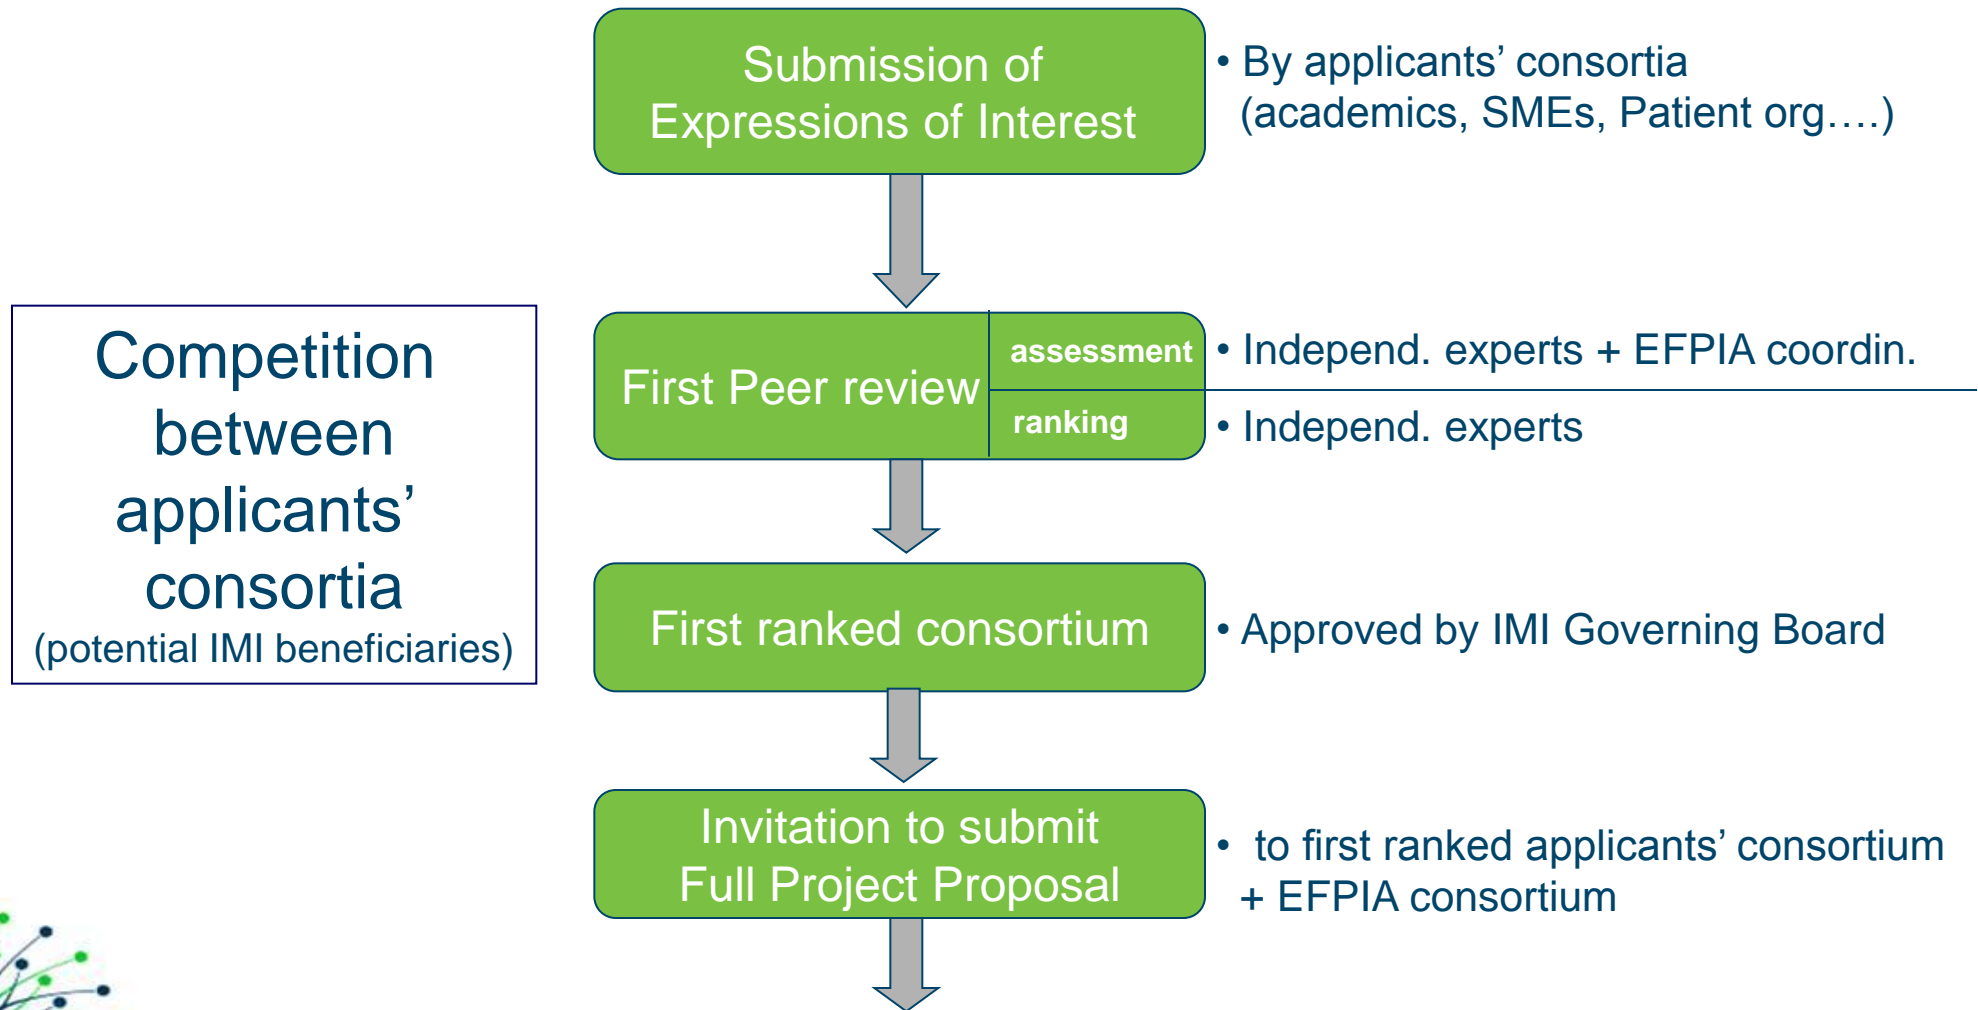 Submission of
Expressions of Interest
• By applicants’ consortia
(academics, SMEs, Patient org….)
Competition
between
applicants’
consortia
(potential IMI beneficiaries)
First Peer review
assessment
• Independ. experts + EFPIA coordin.
ranking
• Independ. experts
First ranked consortium
• Approved by IMI Governing Board
Invitation to submit
Full Project Proposal
• to first ranked applicants’ consortium
+ EFPIA consortium